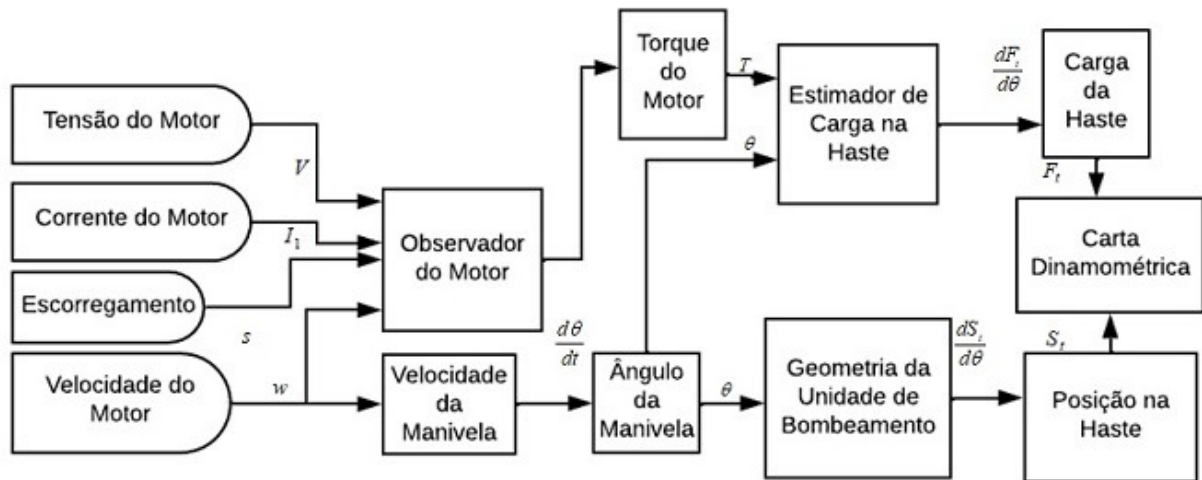 Tensão do Motor
V
Corrente do Motor
I₁
Escorregamento
s
Velocidade do
Motor
w
Observador
do Motor
Velocidade
da
Manivela
dθ
dt
Ângulo
da
Manivela
θ
θ
Torque
do
Motor
T
Estimador de
Carga na
Haste
dFₜ
dθ
Carga
da
Haste
Fₜ
Carta
Dinamométrica
Geometria da
Unidade de
Bombeamento
dSₜ
dθ
Sₜ
Posição na
Haste